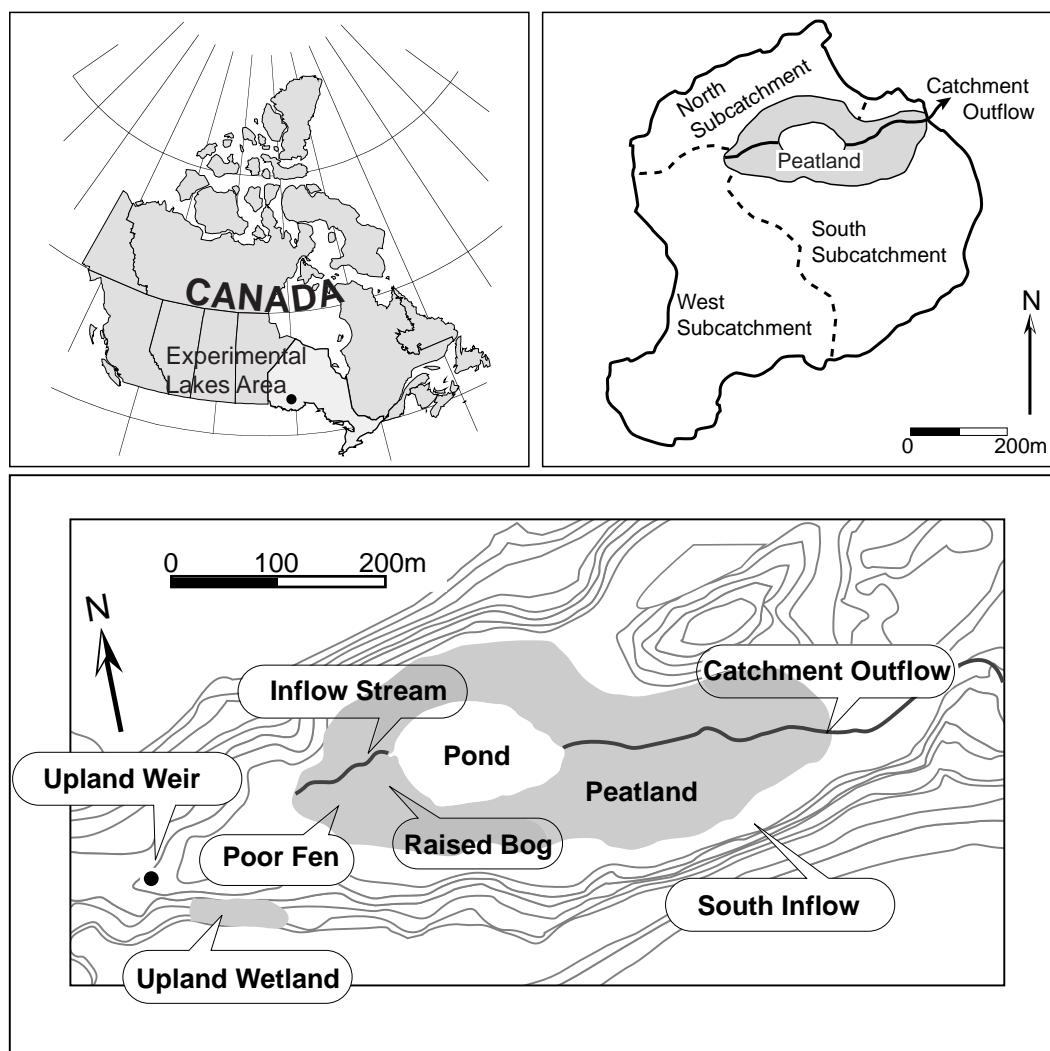 CANADA
Experimental
Lakes Area
North
Subcatchment
Catchment
Outflow
Peatland
South
Subcatchment
West
Subcatchment
N
0 200m
0 100 200m
N
Inflow Stream
Catchment Outflow
Upland Weir
Pond
Peatland
Poor Fen
Raised Bog
South Inflow
Upland Wetland